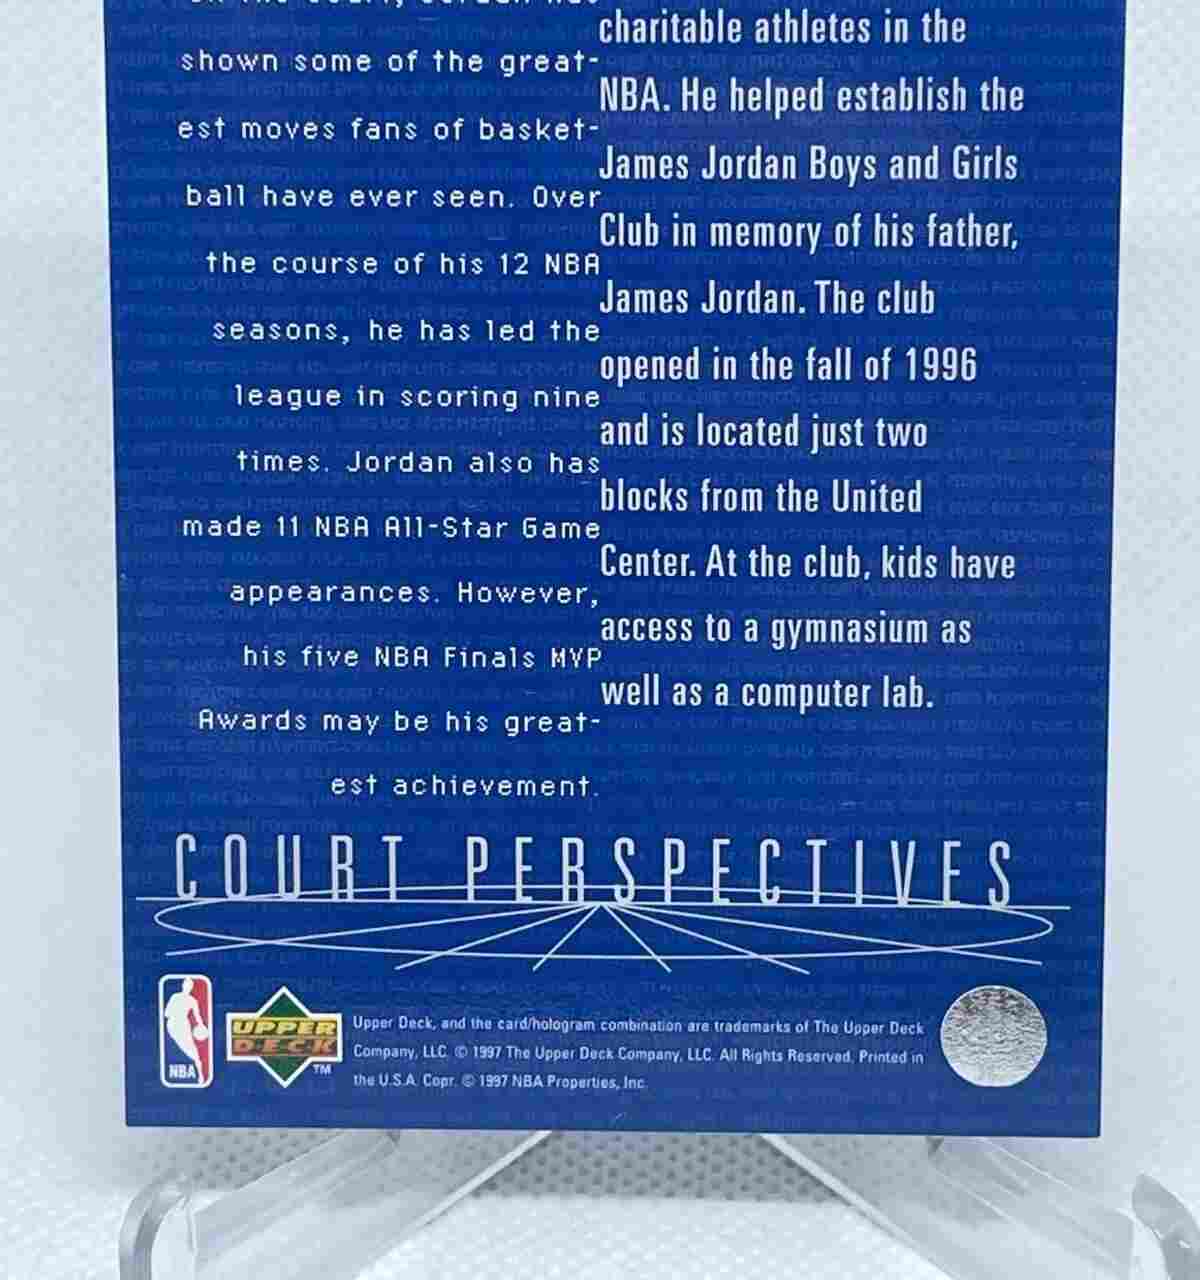 shown some of the great-
est moves fans of basket-
ball have ever seen. Over
the course of his 12 NBA
seasons, he has led the
league in scoring nine
times. Jordan also has
made 11 NBA All-Star Game
appearances. However,
his five NBA Finals MVP
Awards may be his great-
est achievement.
charitable athletes in the
NBA. He helped establish the
James Jordan Boys and Girls
Club in memory of his father,
James Jordan. The club
opened in the fall of 1996
and is located just two
blocks from the United
Center. At the club, kids have
access to a gymnasium as
well as a computer lab.
COURT PERSPECTIVES
NBA
UPPER
DECK
TM
Upper Deck, and the card/hologram combination are trademarks of The Upper Deck
Company, LLC. © 1997 The Upper Deck Company, LLC. All Rights Reserved. Printed in
the U.S.A. Copr. © 1997 NBA Properties, Inc.